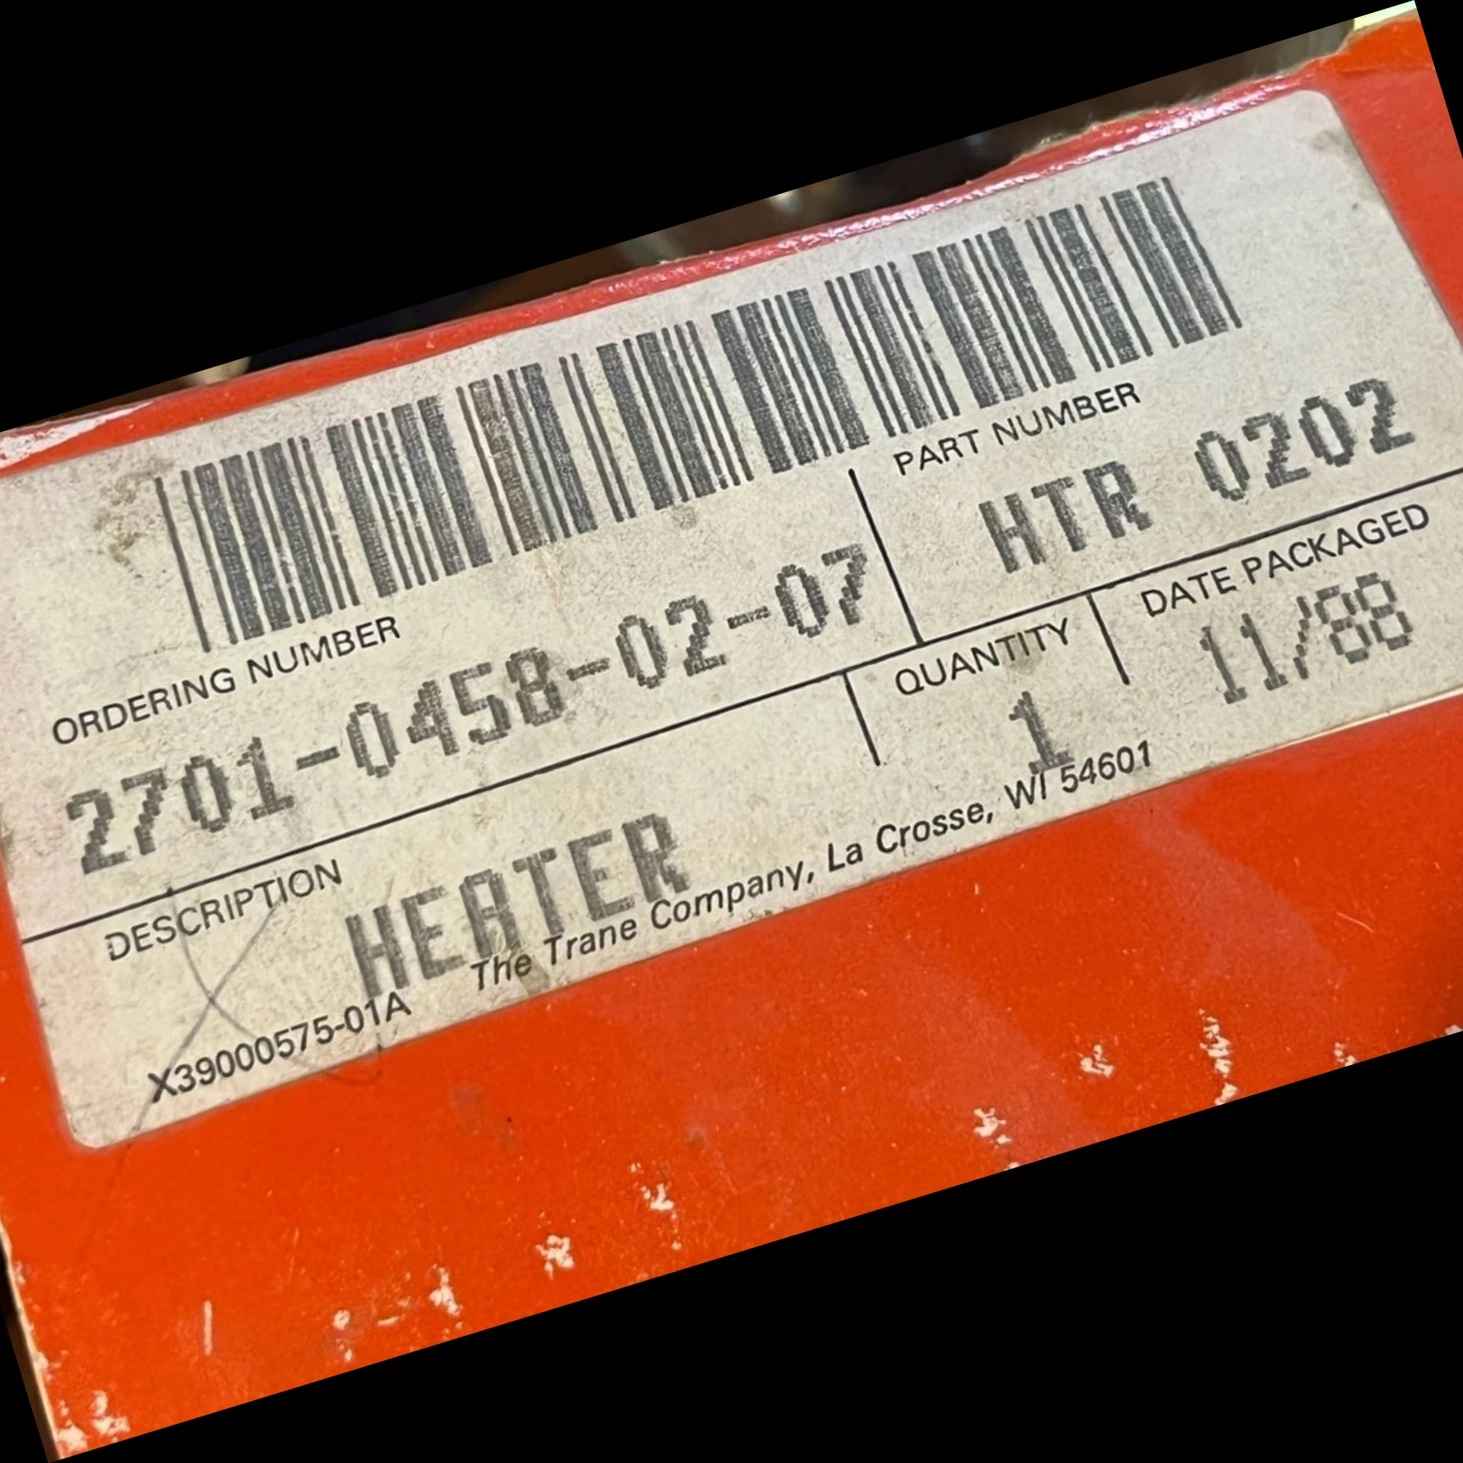 ORDERING NUMBER
2701-0458-02-07
PART NUMBER
HTR 0202
DESCRIPTION
HEATER
QUANTITY
1
DATE PACKAGED
11/88
X39000575-01A
The Trane Company, La Crosse, WI 54601